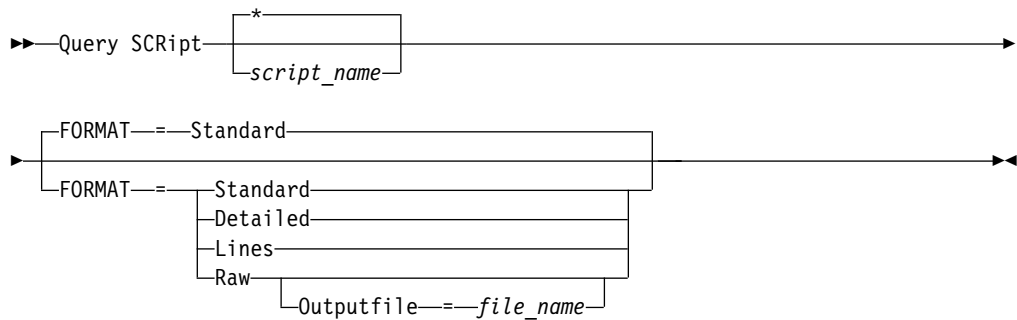 *
Query SCRipt
script_name
FORMAT = Standard
FORMAT = Standard
Detailed
Lines
Raw
Outputfile = file_name